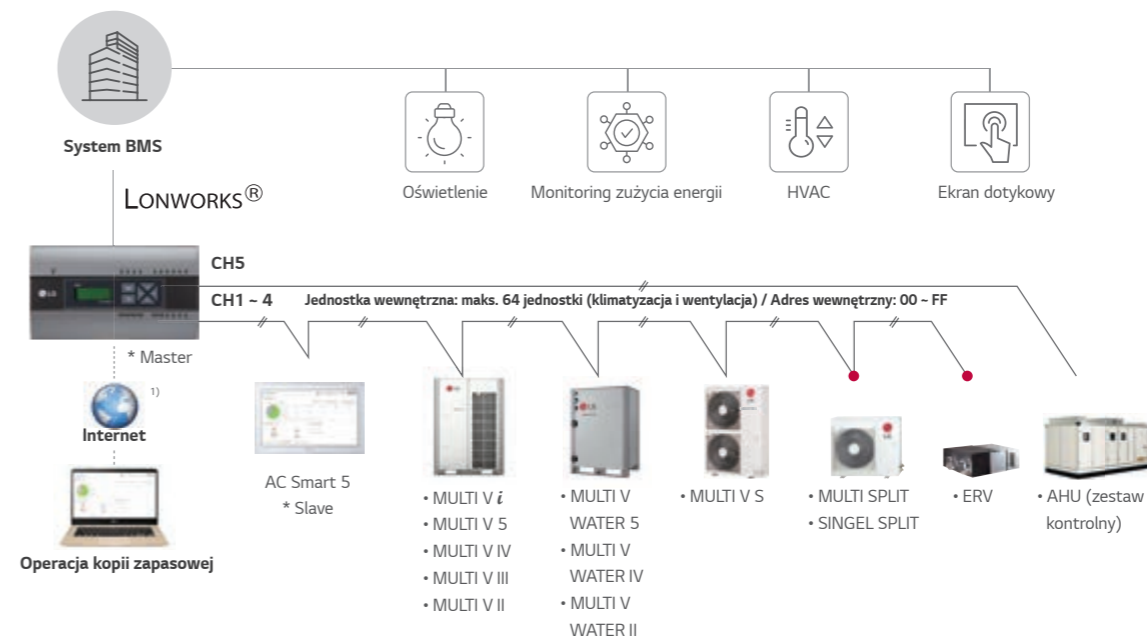 System BMS
Oświetlenie
Monitoring zużycia energii
HVAC
Ekran dotykowy
LONWORKS®
CH5
CH1 ~ 4
Jednostka wewnętrzna: maks. 64 jednostki (klimatyzacja i wentylacja) / Adres wewnętrzny: 00 ~ FF
* Master
1)
Internet
Operacja kopii zapasowej
AC Smart 5
* Slave
• MULTI V i
• MULTI V 5
• MULTI V IV
• MULTI V III
• MULTI V II
• MULTI V
WATER 5
• MULTI V
WATER IV
• MULTI V
WATER II
• MULTI V S
• MULTI SPLIT
• SINGEL SPLIT
• ERV
• AHU (zestaw
kontrolny)